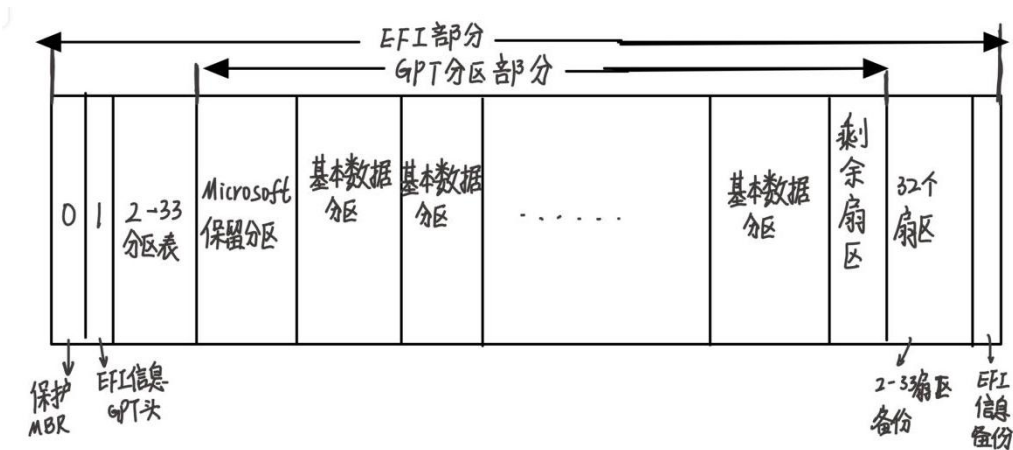 EFI部分
GPT分区部分
0
1
2-33
分区表
Microsoft
保留分区
基本数据
分区
基本数据
分区
......
基本数据
分区
剩
余
扇
区
32个
扇区
保护
MBR
EFI信息
GPT头
2-33扇区
备份
EFI
信息
备份